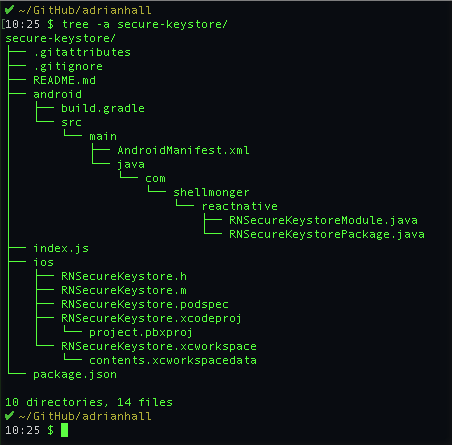 ✔ ~/GitHub/adrianhall
10:25 $ tree -a secure-keystore/
secure-keystore/
├── .gitattributes
├── .gitignore
├── README.md
├── android
│   ├── build.gradle
│   └── src
│       └── main
│           ├── AndroidManifest.xml
│           └── java
│               └── com
│                   └── shellmonger
│                       └── reactnative
│                           ├── RNSecureKeystoreModule.java
│                           └── RNSecureKeystorePackage.java
├── index.js
├── ios
│   ├── RNSecureKeystore.h
│   ├── RNSecureKeystore.m
│   ├── RNSecureKeystore.podspec
│   ├── RNSecureKeystore.xcodeproj
│   │   └── project.pbxproj
│   └── RNSecureKeystore.xcworkspace
│       └── contents.xcworkspacedata
└── package.json

10 directories, 14 files
✔ ~/GitHub/adrianhall
10:25 $